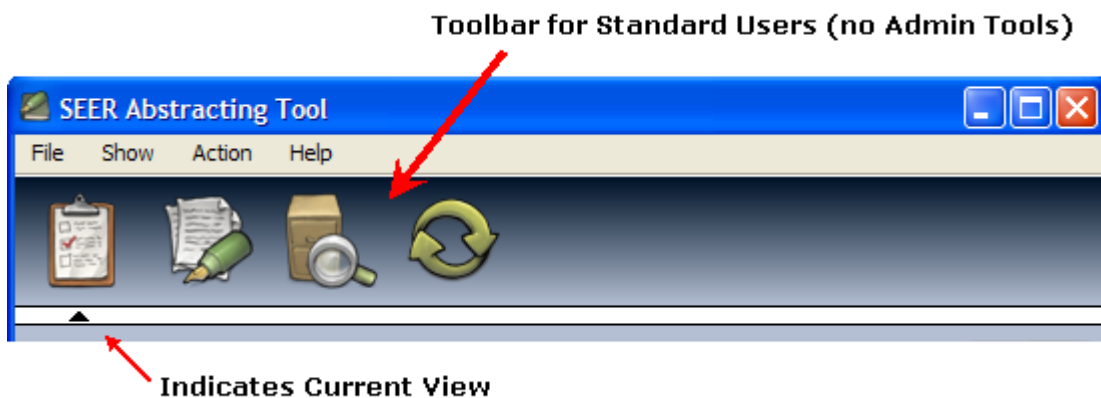 Toolbar for Standard Users (no Admin Tools)
SEER Abstracting Tool
File Show Action Help
Indicates Current View